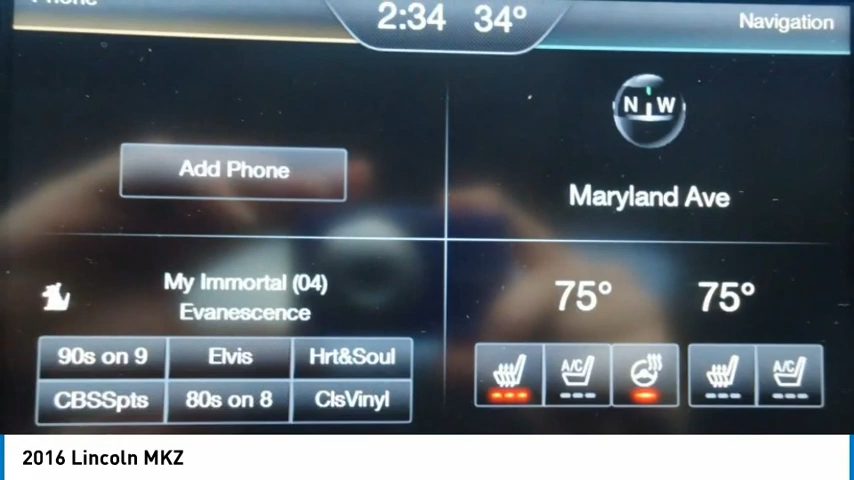 Phone
2:34 34°
Navigation
N W
Add Phone
Maryland Ave
My Immortal (04)
Evanescence
75° 75°
90s on 9 Elvis Hrt&Soul
CBSSpts 80s on 8 ClsVinyl
A/C A/C
2016 Lincoln MKZ